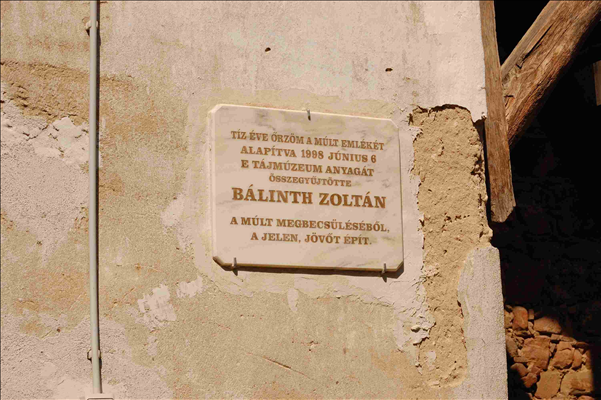 TÍZ ÉVE ŐRZÖM A MÚLT EMLÉKÉT
ALAPÍTVA 1998 JÚNIUS 6
E TÁJMÚZEUM ANYAGÁT
ÖSSZEGYŰJTÖTTE
BÁLINTH ZOLTÁN
A MÚLT MEGBECSÜLÉSÉBŐL,
A JELEN, JÖVŐT ÉPÍT.